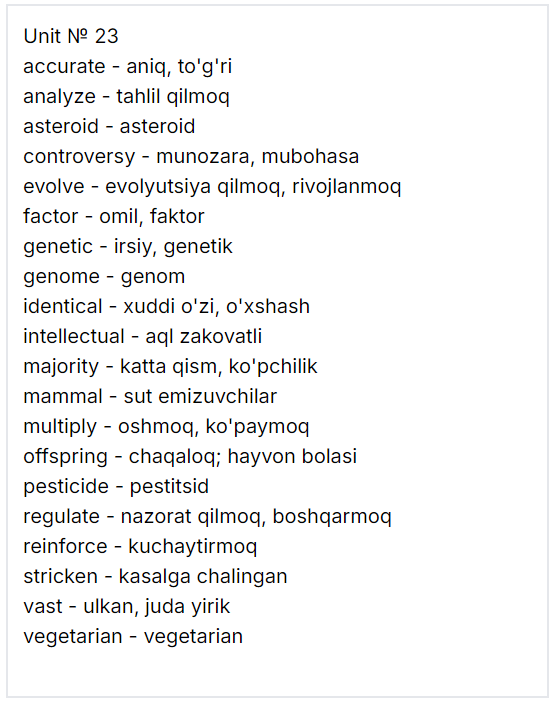 Unit № 23
accurate - aniq, to'g'ri
analyze - tahlil qilmoq
asteroid - asteroid
controversy - munozara, mubohasa
evolve - evolyutsiya qilmoq, rivojlanmoq
factor - omil, faktor
genetic - irsiy, genetik
genome - genom
identical - xuddi o'zi, o'xshash
intellectual - aql zakovatli
majority - katta qism, ko'pchilik
mammal - sut emizuvchilar
multiply - oshmoq, ko'paymoq
offspring - chaqaloq; hayvon bolasi
pesticide - pestitsid
regulate - nazorat qilmoq, boshqarmoq
reinforce - kuchaytirmoq
stricken - kasalga chalingan
vast - ulkan, juda yirik
vegetarian - vegetarian